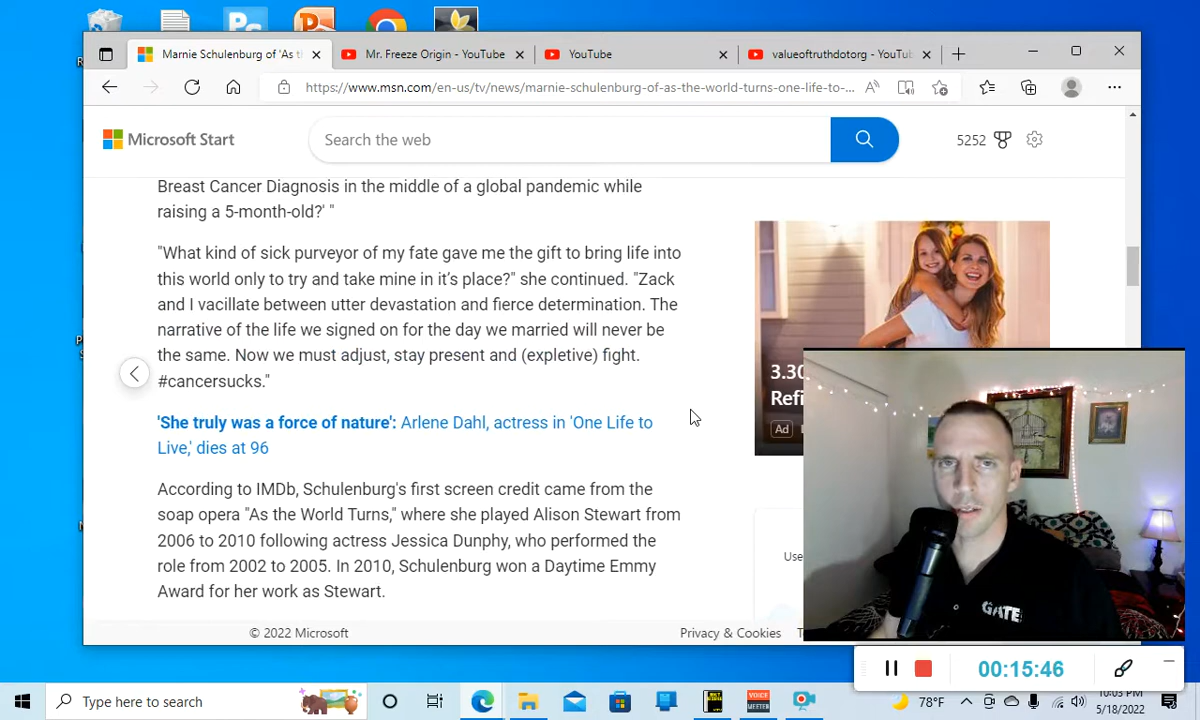 Marnie Schulenburg of 'As th
Mr. Freeze Origin - YouTube
YouTube
valueoftruthdotorg - YouTub
https://www.msn.com/en-us/tv/news/marnie-schulenburg-of-as-the-world-turns-one-life-to-...
Microsoft Start
Search the web
5252
Breast Cancer Diagnosis in the middle of a global pandemic while
raising a 5-month-old?' "
"What kind of sick purveyor of my fate gave me the gift to bring life into
this world only to try and take mine in it's place?" she continued. "Zack
and I vacillate between utter devastation and fierce determination. The
narrative of the life we signed on for the day we married will never be
the same. Now we must adjust, stay present and (expletive) fight.
#cancersucks."
'She truly was a force of nature': Arlene Dahl, actress in 'One Life to
Live,' dies at 96
According to IMDb, Schulenburg's first screen credit came from the
soap opera "As the World Turns," where she played Alison Stewart from
2006 to 2010 following actress Jessica Dunphy, who performed the
role from 2002 to 2005. In 2010, Schulenburg won a Daytime Emmy
Award for her work as Stewart.
3.30
Refi
Ad
Use
GATE
© 2022 Microsoft
Privacy & Cookies
00:15:46
Type here to search
78°F
10:03 PM
5/18/2022